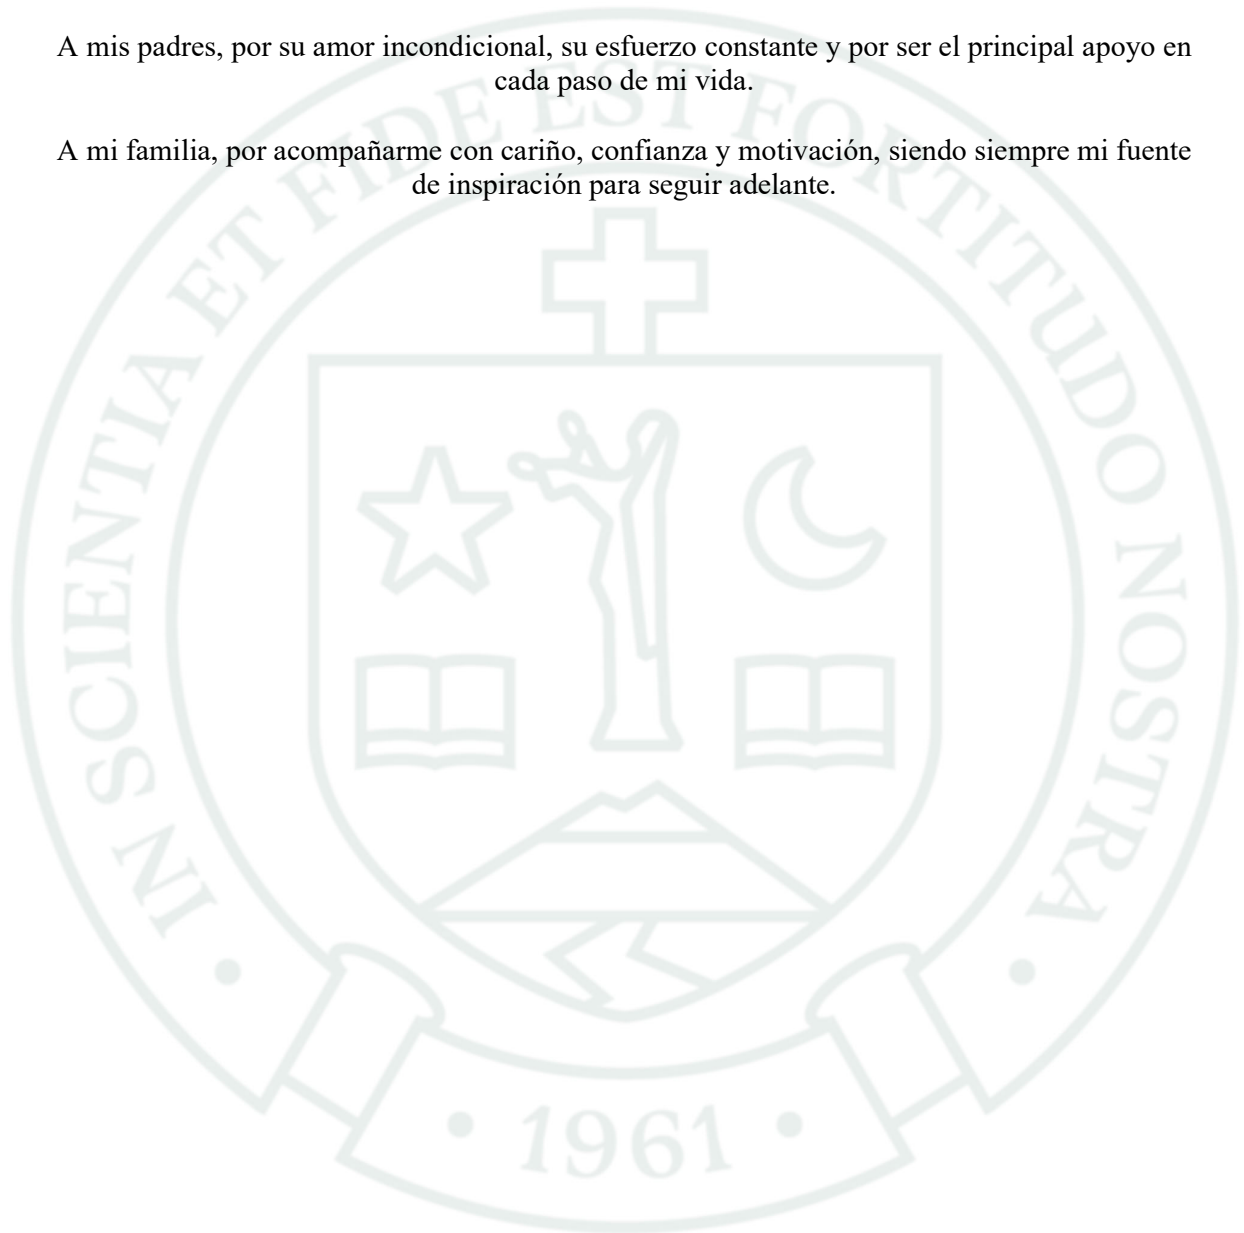 A mis padres, por su amor incondicional, su esfuerzo constante y por ser el principal apoyo en
cada paso de mi vida.
A mi familia, por acompañarme con cariño, confianza y motivación, siendo siempre mi fuente
de inspiración para seguir adelante.
IN SCIENTIA ET FIDE EST FORTITUDO NOSTRA
1961